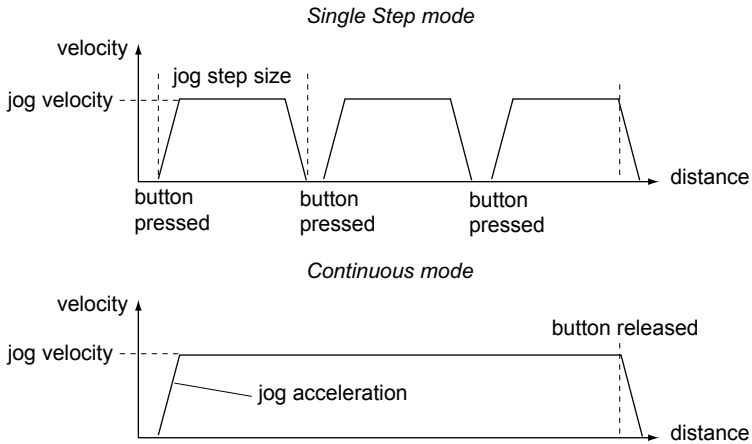 Single Step mode
velocity
jog step size
jog velocity
distance
button
pressed
button
pressed
button
pressed
Continuous mode
velocity
button released
jog velocity
jog acceleration
distance